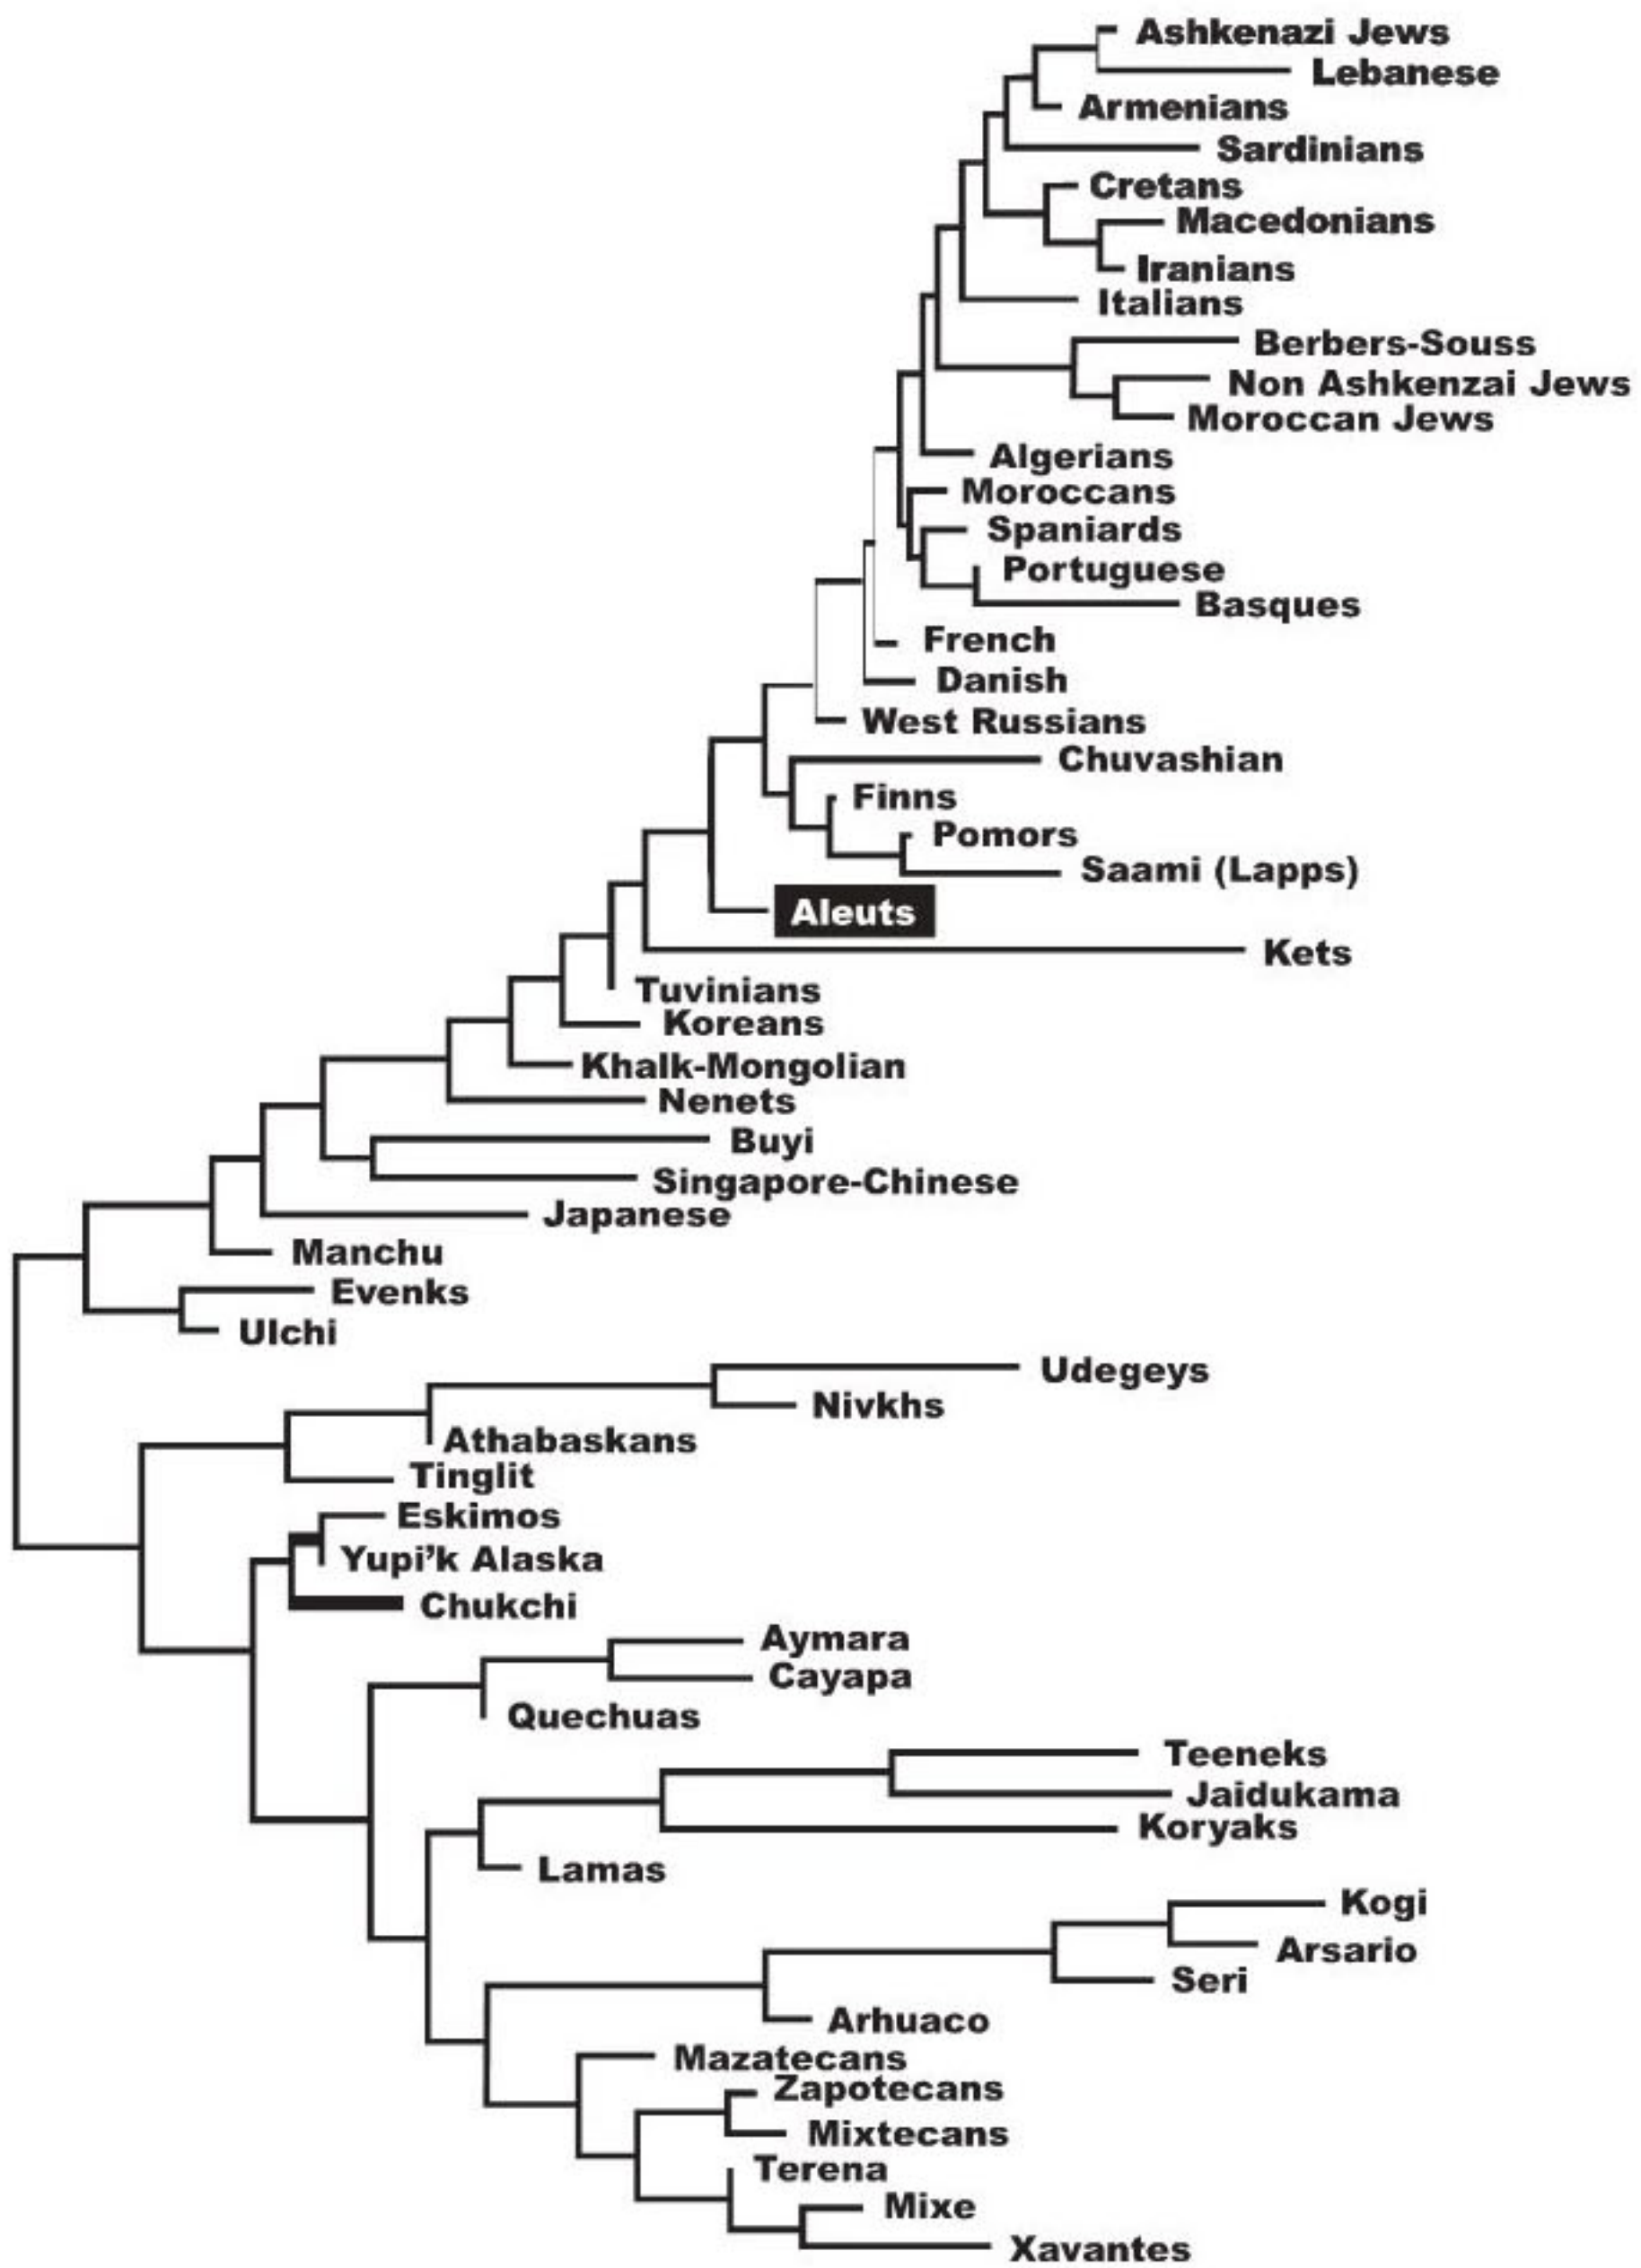 Ashkenazi Jews
Lebanese
Armenians
Sardinians
Cretans
Macedonians
Iranians
Italians
Berbers-Souss
Non Ashkenzai Jews
Moroccan Jews
Algerians
Moroccans
Spaniards
Portuguese
Basques
French
Danish
West Russians
Chuvashian
Finns
Pomors
Saami (Lapps)
Aleuts
Kets
Tuvinians
Koreans
Khalk-Mongolian
Nenets
Buyi
Singapore-Chinese
Japanese
Manchu
Evenks
Ulchi
Udegeys
Nivkhs
Athabaskans
Tinglit
Eskimos
Yupi’k Alaska
Chukchi
Aymara
Cayapa
Quechuas
Teeneks
Jaidukama
Koryaks
Lamas
Kogi
Arsario
Seri
Arhuaco
Mazatecans
Zapotecans
Mixtecans
Terena
Mixe
Xavantes